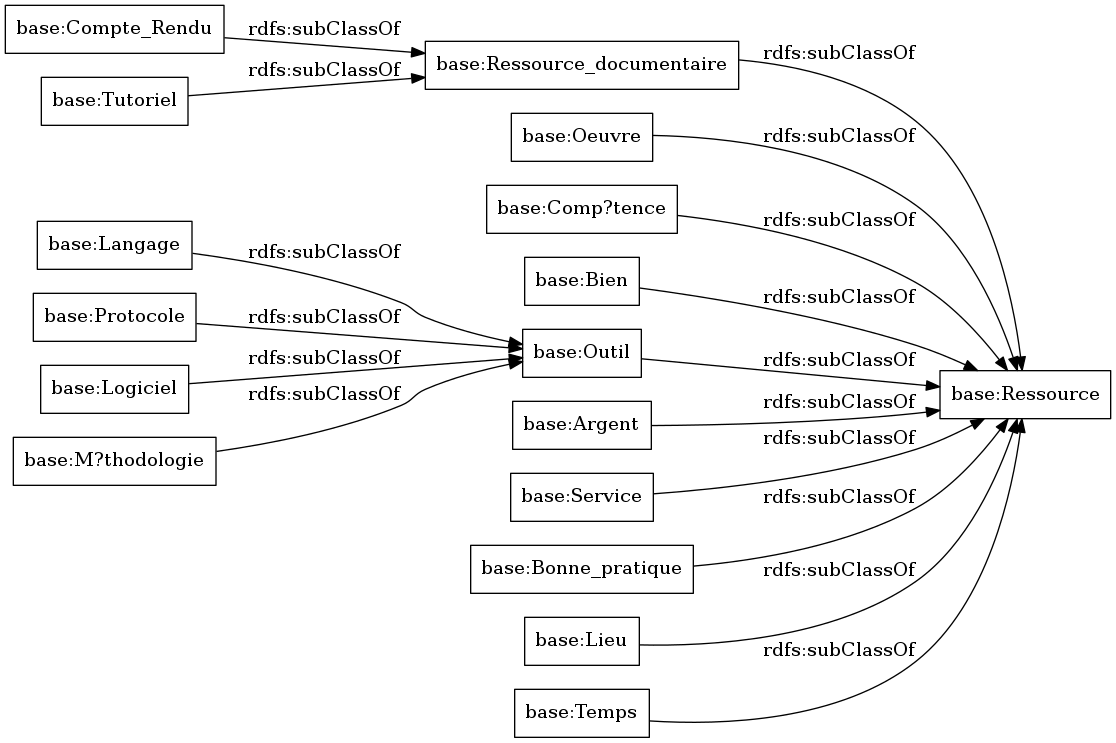 base:Compte_Rendu
rdfs:subClassOf
base:Ressource_documentaire
rdfs:subClassOf
base:Tutoriel
rdfs:subClassOf
base:Oeuvre
rdfs:subClassOf
base:Comp?tence
rdfs:subClassOf
base:Langage
rdfs:subClassOf
base:Bien
rdfs:subClassOf
base:Protocole
rdfs:subClassOf
base:Outil
rdfs:subClassOf
base:Logiciel
rdfs:subClassOf
base:Ressource
base:Argent
rdfs:subClassOf
base:M?thodologie
rdfs:subClassOf
base:Service
rdfs:subClassOf
base:Bonne_pratique
rdfs:subClassOf
base:Lieu
rdfs:subClassOf
base:Temps
rdfs:subClassOf